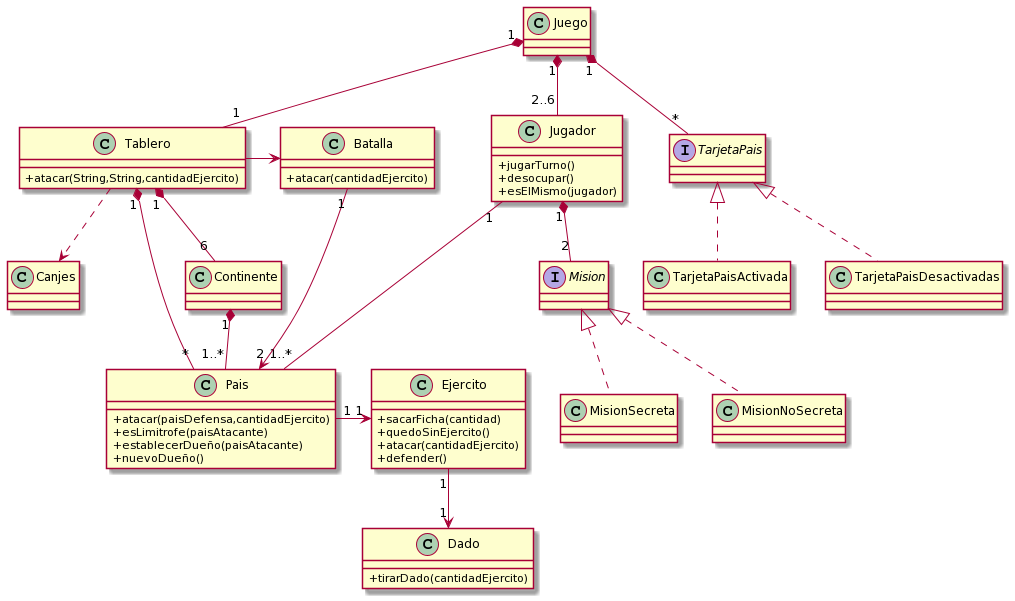 C Juego
1
1
1
1
2..6
*
C Tablero
+atacar(String,String,cantidadEjercito)
C Batalla
+atacar(cantidadEjercito)
C Jugador
+jugarTurno()
+desocupar()
+esElMismo(jugador)
I TarjetaPais
1
1
1
1
1
6
2
C Canjes
C Continente
I Mision
C TarjetaPaisActivada
C TarjetaPaisDesactivadas
1
*
1..*
2
1..*
C Pais
+atacar(paisDefensa,cantidadEjercito)
+esLimitrofe(paisAtacante)
+establecerDueño(paisAtacante)
+nuevoDueño()
1
1
C Ejercito
+sacarFicha(cantidad)
+quedoSinEjercito()
+atacar(cantidadEjercito)
+defender()
C MisionSecreta
C MisionNoSecreta
1
1
C Dado
+tirarDado(cantidadEjercito)